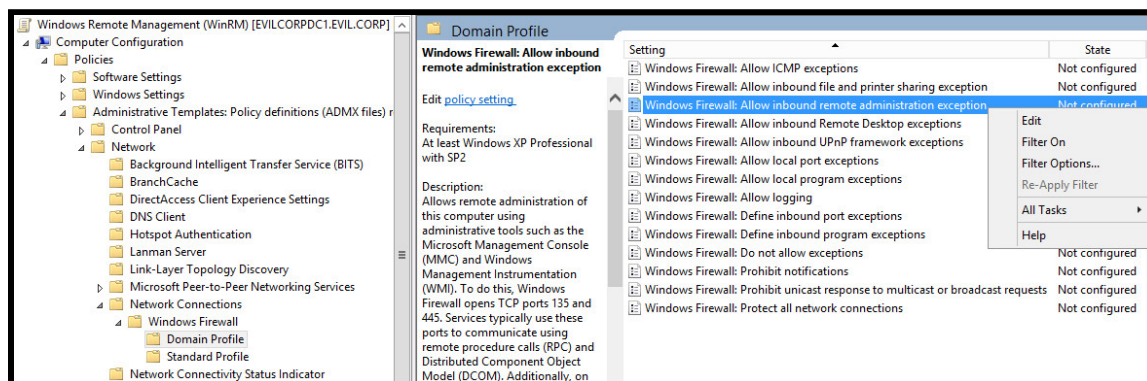 Windows Remote Management (WinRM) [EVILCORPDC1.EVIL.CORP]
Computer Configuration
Policies
Software Settings
Windows Settings
Administrative Templates: Policy definitions (ADMX files) r
Control Panel
Network
Background Intelligent Transfer Service (BITS)
BranchCache
DirectAccess Client Experience Settings
DNS Client
Hotspot Authentication
Lanman Server
Link-Layer Topology Discovery
Microsoft Peer-to-Peer Networking Services
Network Connections
Windows Firewall
Domain Profile
Standard Profile
Network Connectivity Status Indicator
Domain Profile
Windows Firewall: Allow inbound
remote administration exception
Edit policy setting
Requirements:
At least Windows XP Professional
with SP2
Description:
Allows remote administration of
this computer using
administrative tools such as the
Microsoft Management Console
(MMC) and Windows
Management Instrumentation
(WMI). To do this, Windows
Firewall opens TCP ports 135 and
445. Services typically use these
ports to communicate using
remote procedure calls (RPC) and
Distributed Component Object
Model (DCOM). Additionally, on
Setting State
Windows Firewall: Allow ICMP exceptions Not configured
Windows Firewall: Allow inbound file and printer sharing exception Not configured
Windows Firewall: Allow inbound remote administration exception Not configured
Windows Firewall: Allow inbound Remote Desktop exceptions
Windows Firewall: Allow inbound UPnP framework exceptions
Windows Firewall: Allow local port exceptions
Windows Firewall: Allow local program exceptions
Windows Firewall: Allow logging
Windows Firewall: Define inbound port exceptions
Windows Firewall: Define inbound program exceptions
Windows Firewall: Do not allow exceptions Not configured
Windows Firewall: Prohibit notifications Not configured
Windows Firewall: Prohibit unicast response to multicast or broadcast requests Not configured
Windows Firewall: Protect all network connections Not configured
Edit
Filter On
Filter Options...
Re-Apply Filter
All Tasks
Help